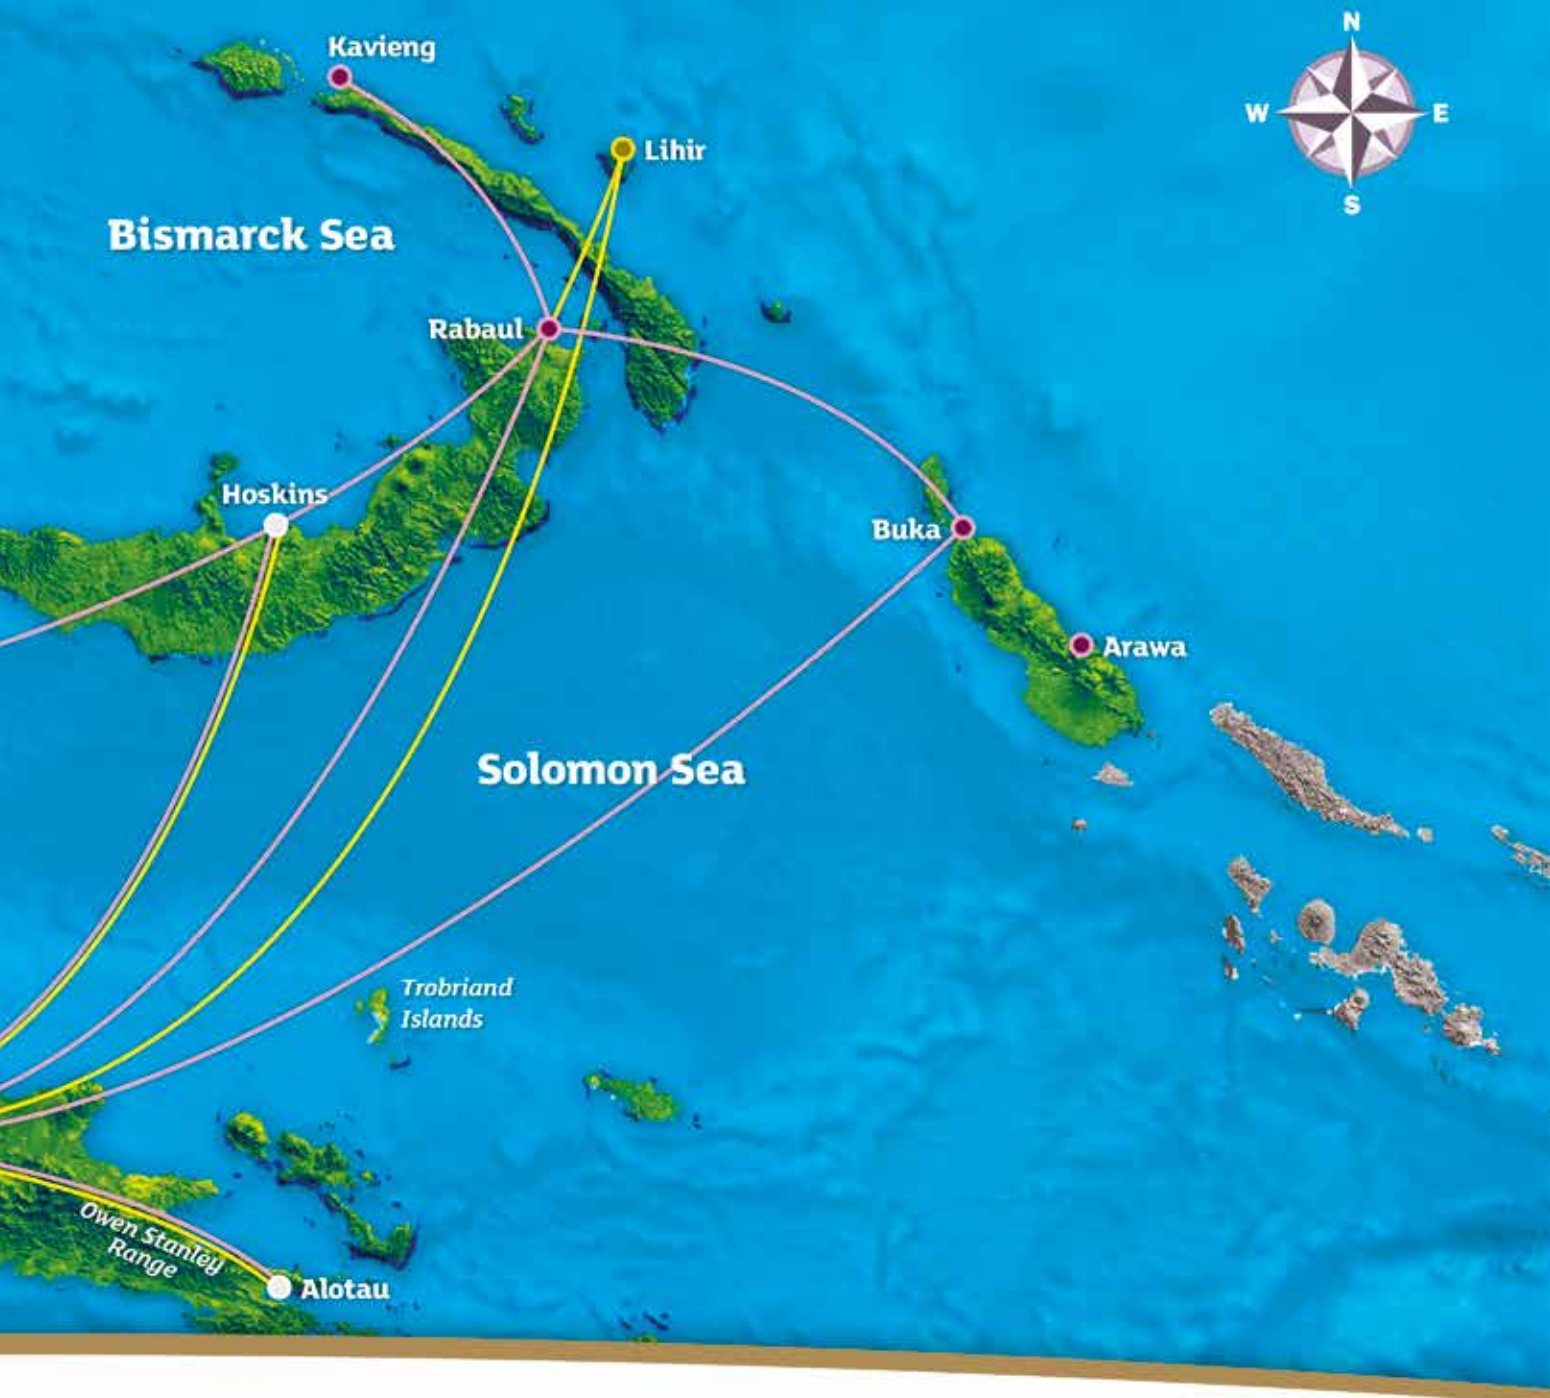 N
Kavieng
W
E
Lihir
S
Bismarck Sea
Rabaul
Hoskins
Buka
Arawa
Solomon Sea
Trobriand
Islands
Owen Stanley
Range
Alotau